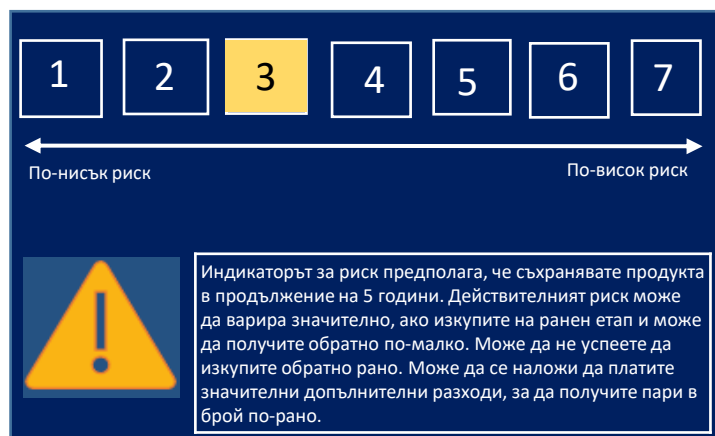 1 2 3 4 5 6 7
По-нисък риск По-висок риск
Индикаторът за риск предполага, че съхранявате продукта
в продължение на 5 години. Действителният риск може
да варира значително, ако изкупите на ранен етап и може
да получите обратно по-малко. Може да не успеете да
изкупите обратно рано. Може да се наложи да платите
значителни допълнителни разходи, за да получите пари в
брой по-рано.